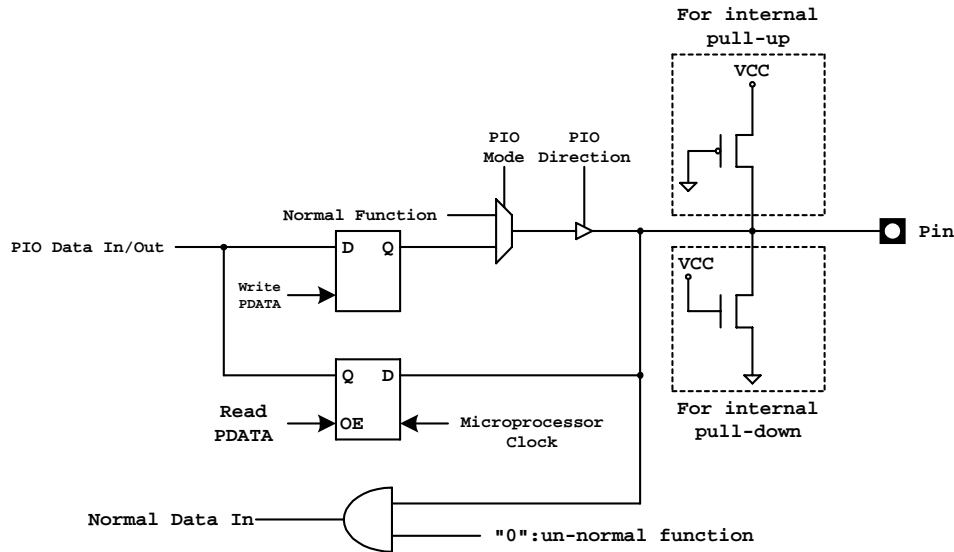 For internal
pull-up
VCC
PIO
Mode
PIO
Direction
Normal Function
PIO Data In/Out
D
Q
Pin
Write
PDATA
VCC
Q
D
Read
PDATA
OE
Microprocessor
Clock
For internal
pull-down
Normal Data In
"0":un-normal function